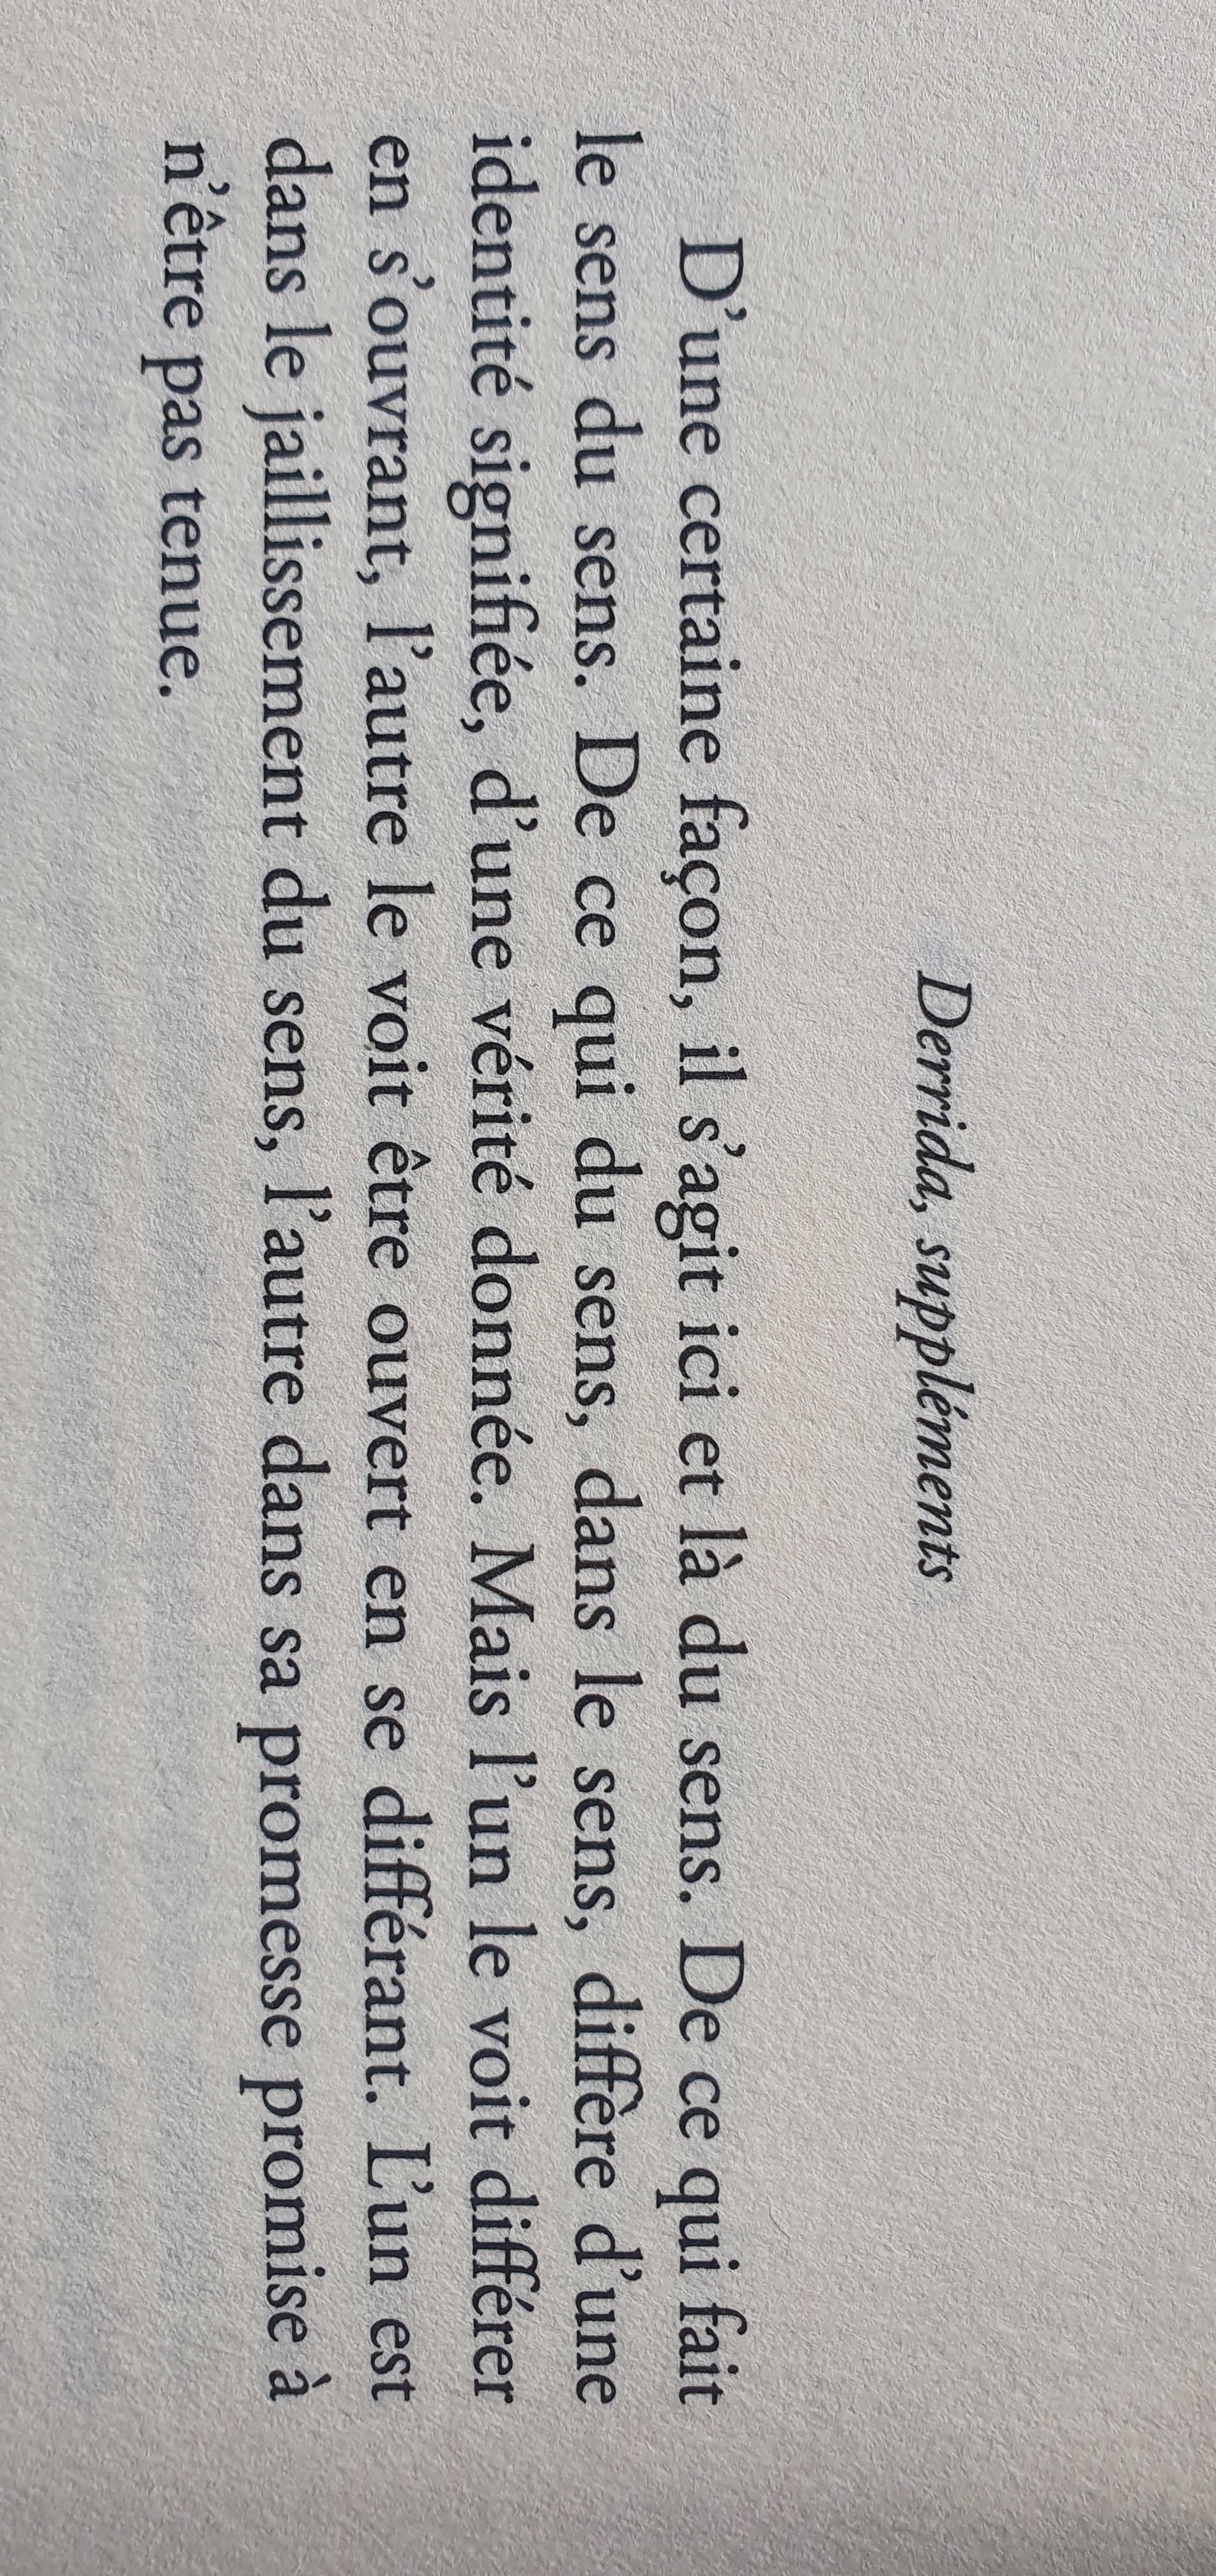 Derrida, suppléments
D'une certaine façon, il s'agit ici et là du sens. De ce qui fait
le sens du sens. De ce qui du sens, dans le sens, diffère d'une
identité signifiée, d'une vérité donnée. Mais l'un le voit différer
en s'ouvrant, l'autre le voit être ouvert en se différant. L'un est
dans le jaillissement du sens, l'autre dans sa promesse promise à
n'être pas tenue.